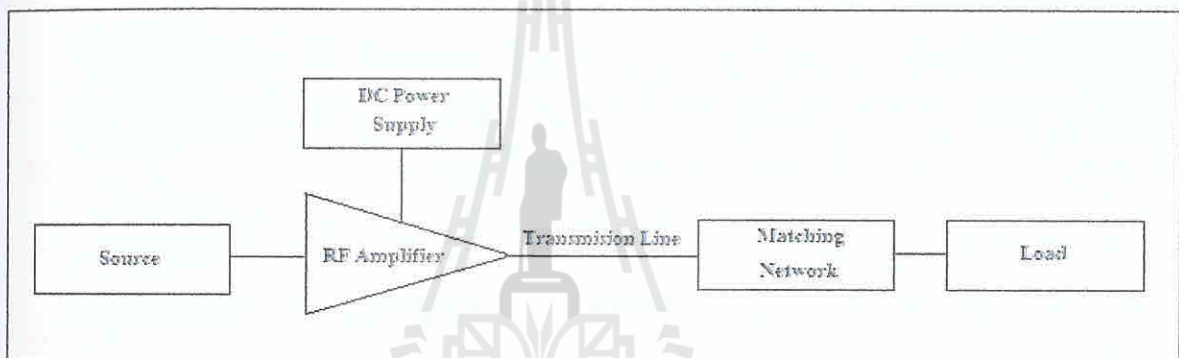 DC Power
Supply
Source
RF Amplifier
Transmision Line
Matching
Network
Load